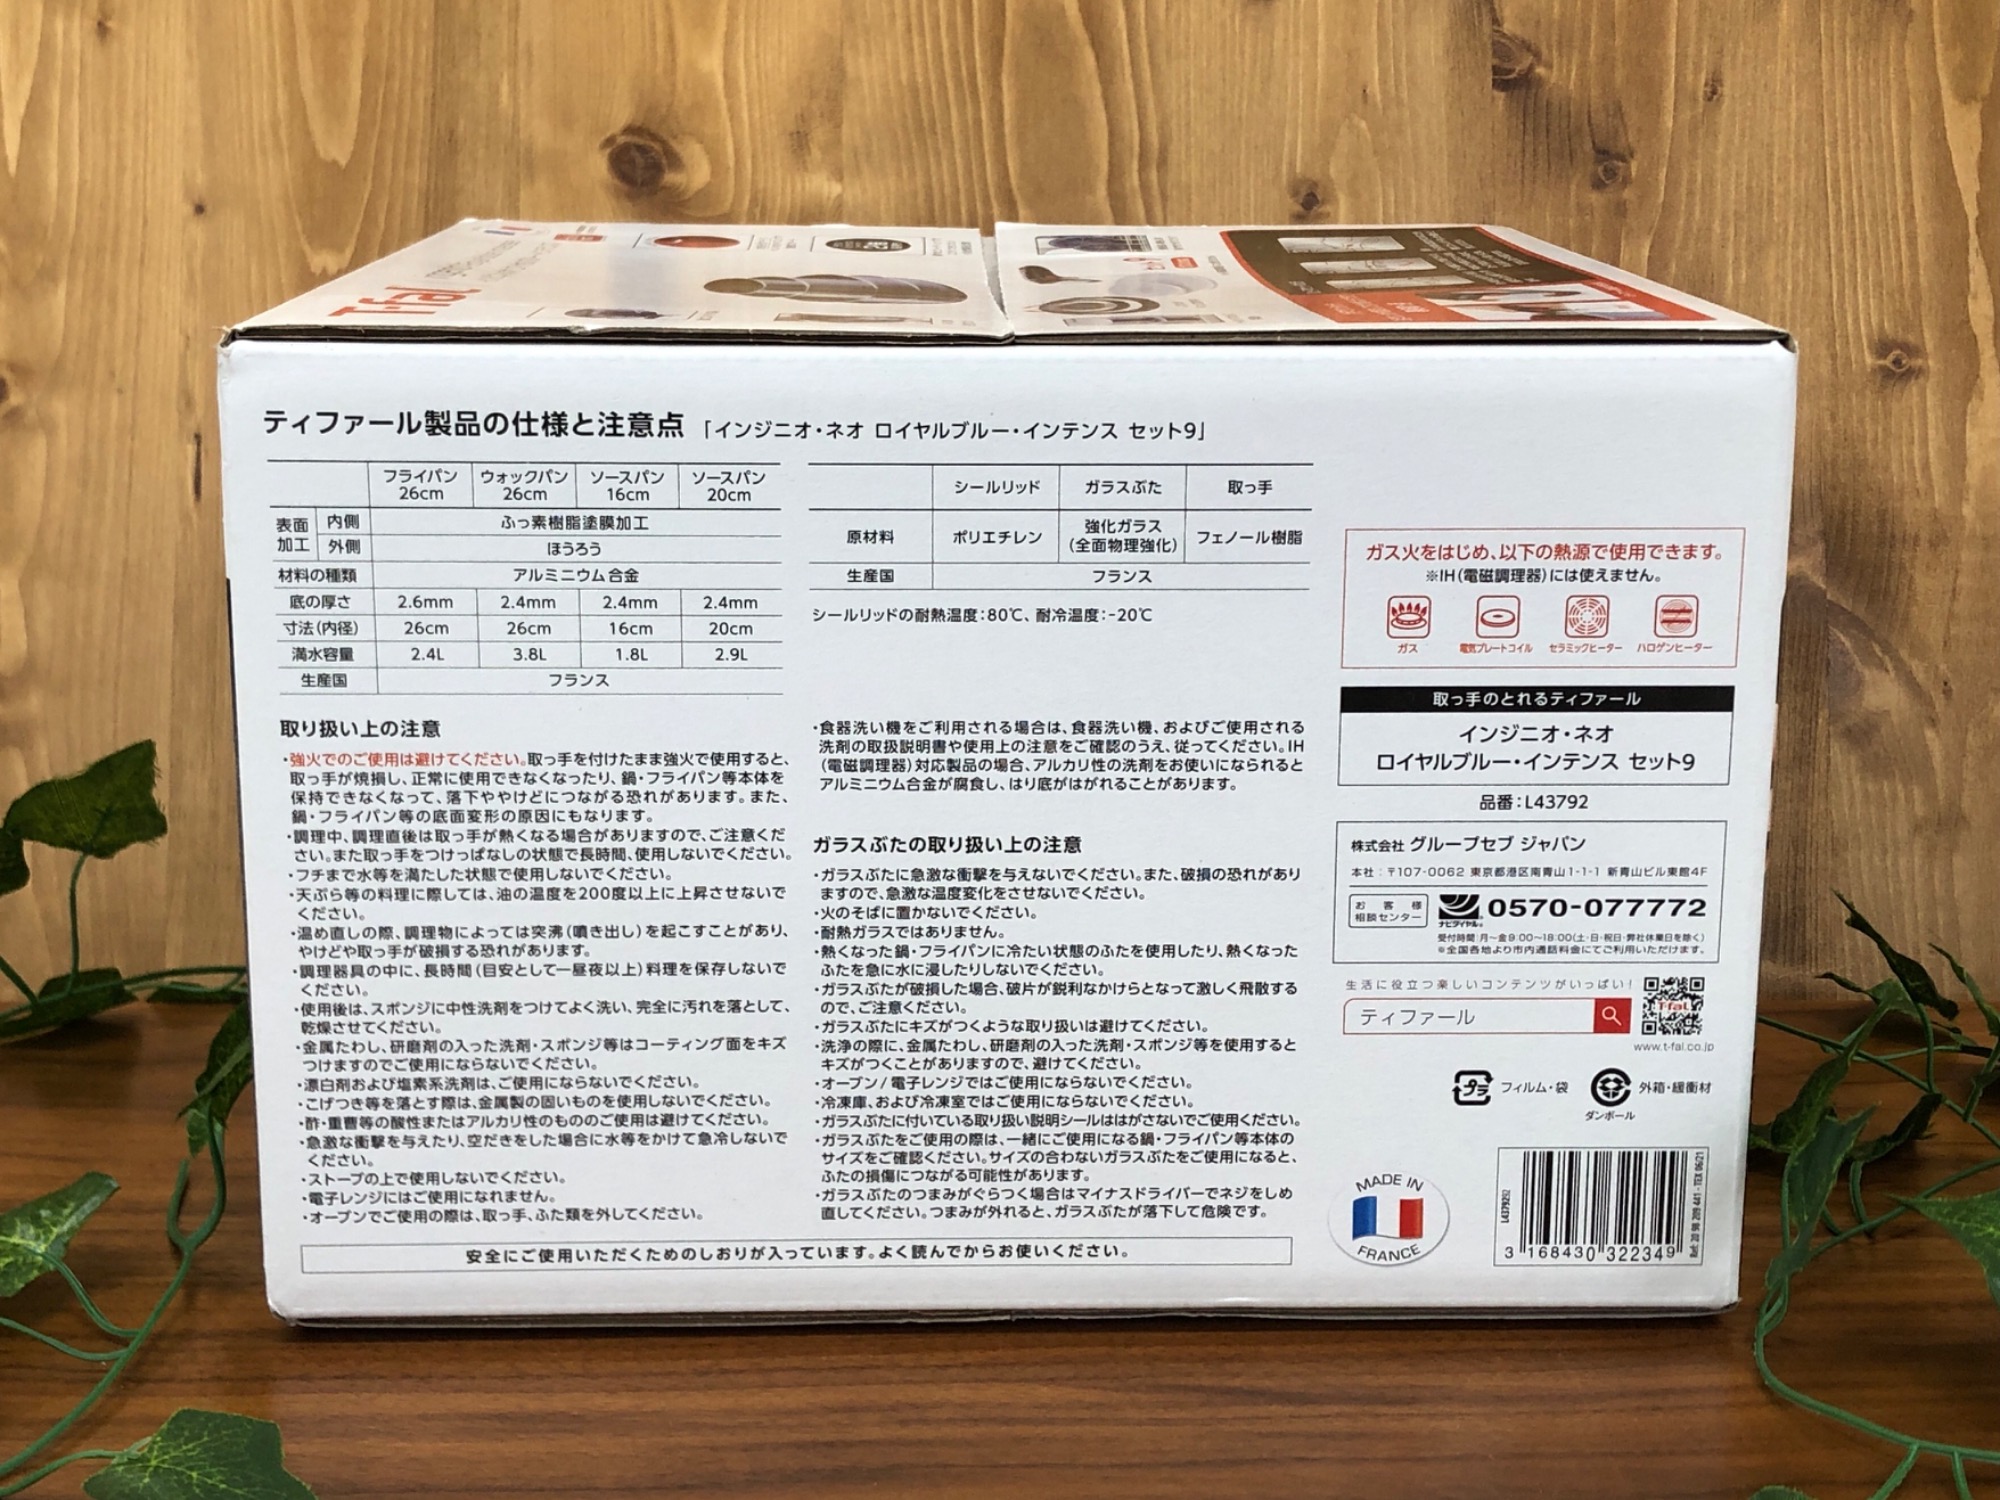 T-fal
ティファール製品の仕様と注意点 「インジニオ・ネオ ロイヤルブルー・インテンス セット9」
フライパン 26cm ウォックパン 26cm ソースパン 16cm ソースパン 20cm
表面加工 内側 ふっ素樹脂塗膜加工
外側 ほうろう
材料の種類 アルミニウム合金
底の厚さ 2.6mm 2.4mm 2.4mm 2.4mm
寸法(内径) 26cm 26cm 16cm 20cm
満水容量 2.4L 3.8L 1.8L 2.9L
生産国 フランス
シールリッド ガラスぶた 取っ手
原材料 ポリエチレン 強化ガラス(全面物理強化) フェノール樹脂
生産国 フランス
シールリッドの耐熱温度:80℃、耐冷温度:-20℃
取り扱い上の注意
・強火でのご使用は避けてください。取っ手を付けたまま強火で使用すると、
取っ手が焼損し、正常に使用できなくなったり、鍋・フライパン等本体を
保持できなくなって、落下ややけどにつながる恐れがあります。また、
鍋・フライパン等の底面変形の原因にもなります。
・調理中、調理直後は取っ手が熱くなる場合がありますので、ご注意くだ
さい。また取っ手をつけっぱなしの状態で長時間、使用しないでください。
・フチまで水等を満たした状態で使用しないでください。
・天ぷら等の料理に際しては、油の温度を200度以上に上昇させないで
ください。
・温め直しの際、調理物によっては突沸(噴き出し)を起こすことがあり、
やけどや取っ手が破損する恐れがあります。
・調理器具の中に、長時間(目安として一昼夜以上)料理を保存しないで
ください。
・使用後は、スポンジに中性洗剤をつけてよく洗い、完全に汚れを落として、
乾燥させてください。
・金属たわし、研磨剤の入った洗剤・スポンジ等はコーティング面をキズ
つけますのでご使用にならないでください。
・漂白剤および塩素系洗剤は、ご使用にならないでください。
・こげつき等を落とす際は、金属製の固いものを使用しないでください。
・酢・重曹等の酸性またはアルカリ性のもののご使用は避けてください。
・急激な衝撃を与えたり、空だきをした場合に水等をかけて急冷しないで
ください。
・ストーブの上で使用しないでください。
・電子レンジにはご使用になれません。
・オーブンでご使用の際は、取っ手、ふた類を外してください。
・食器洗い機をご利用される場合は、食器洗い機、およびご使用される
洗剤の取扱説明書や使用上の注意をご確認のうえ、従ってください。IH
(電磁調理器)対応製品の場合、アルカリ性の洗剤をお使いになられると
アルミニウム合金が腐食し、はり底がはがれることがあります。
ガラスぶたの取り扱い上の注意
・ガラスぶたに急激な衝撃を与えないでください。また、破損の恐れがあり
ますので、急激な温度変化をさせないでください。
・火のそばに置かないでください。
・耐熱ガラスではありません。
・熱くなった鍋・フライパンに冷たい状態のふたを使用したり、熱くなった
ふたを急に水に浸したりしないでください。
・ガラスぶたが破損した場合、破片が鋭利なかけらとなって激しく飛散する
ので、ご注意ください。
・ガラスぶたにキズがつくような取り扱いは避けてください。
・洗浄の際に、金属たわし、研磨剤の入った洗剤・スポンジ等を使用すると
キズがつくことがありますので、避けてください。
・オーブン/電子レンジではご使用にならないでください。
・冷凍庫、および冷凍室ではご使用にならないでください。
・ガラスぶたに付いている取り扱い説明シールははがさないでご使用ください。
・ガラスぶたをご使用の際は、一緒にご使用になる鍋・フライパン等本体の
サイズをご確認ください。サイズの合わないガラスぶたをご使用になると、
ふたの損傷につながる可能性があります。
・ガラスぶたのつまみがぐらつく場合はマイナスドライバーでネジをしめ
直してください。つまみが外れると、ガラスぶたが落下して危険です。
安全にご使用いただくためのしおりが入っています。よく読んでからお使いください。
ガス火をはじめ、以下の熱源で使用できます。
※IH(電磁調理器)には使えません。
ガス 電気プレートコイル セラミックヒーター ハロゲンヒーター
取っ手のとれるティファール
インジニオ・ネオ
ロイヤルブルー・インテンス セット9
品番:L43792
株式会社 グループセブ ジャパン
本社:〒107-0062 東京都港区南青山1-1-1 新青山ビル東館4F
お客様相談センター ナビダイヤル 0570-077772
受付時間:月～金9:00～18:00(土・日・祝日・弊社休業日を除く)
※全国各地より市内通話料金にてご利用いただけます。
生活に役立つ楽しいコンテンツがいっぱい!
ティファール
T-fal
www.t-fal.co.jp
プラ フィルム・袋 ダンボール 外箱・緩衝材
MADE IN
FRANCE
3 168430 322349